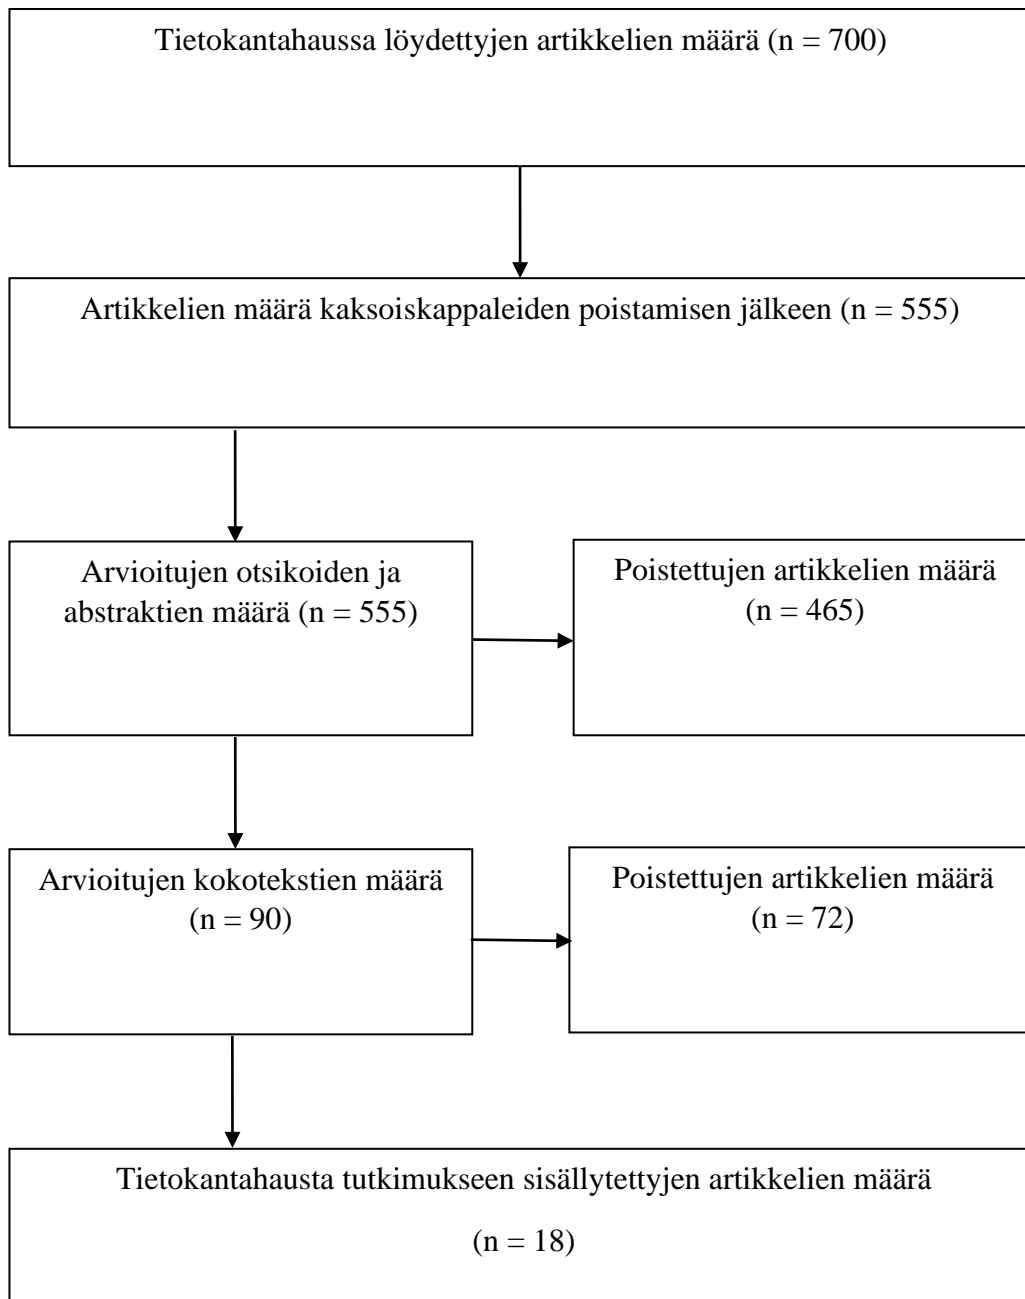 Tietokantahaussa löydettyjen artikkelien määrä (n = 700)
Artikkelien määrä kaksoiskappaleiden poistamisen jälkeen (n = 555)
Arvioitujen otsikoiden ja
abstraktien määrä (n = 555)
Poistettujen artikkelien määrä
(n = 465)
Arvioitujen kokotekstien määrä
(n = 90)
Poistettujen artikkelien määrä
(n = 72)
Tietokantahausta tutkimukseen sisällytettyjen artikkelien määrä
(n = 18)